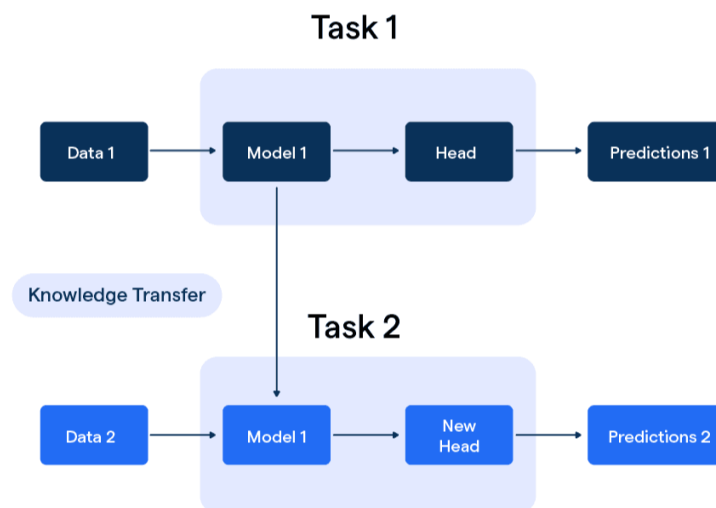 Task 1
Data 1
Model 1
Head
Predictions 1
Knowledge Transfer
Task 2
Data 2
Model 1
New
Head
Predictions 2